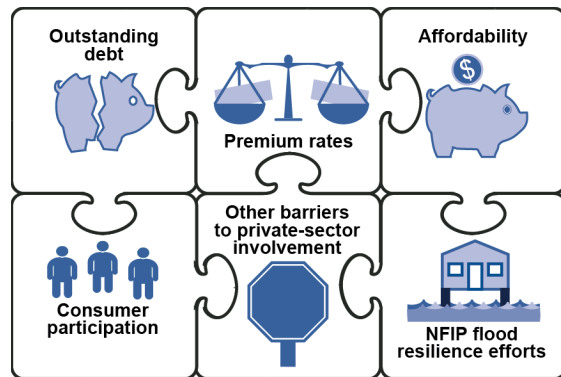 Outstanding
debt
Premium rates
Affordability
$
Consumer
participation
Other barriers
to private-sector
involvement
NFIP flood
resilience efforts